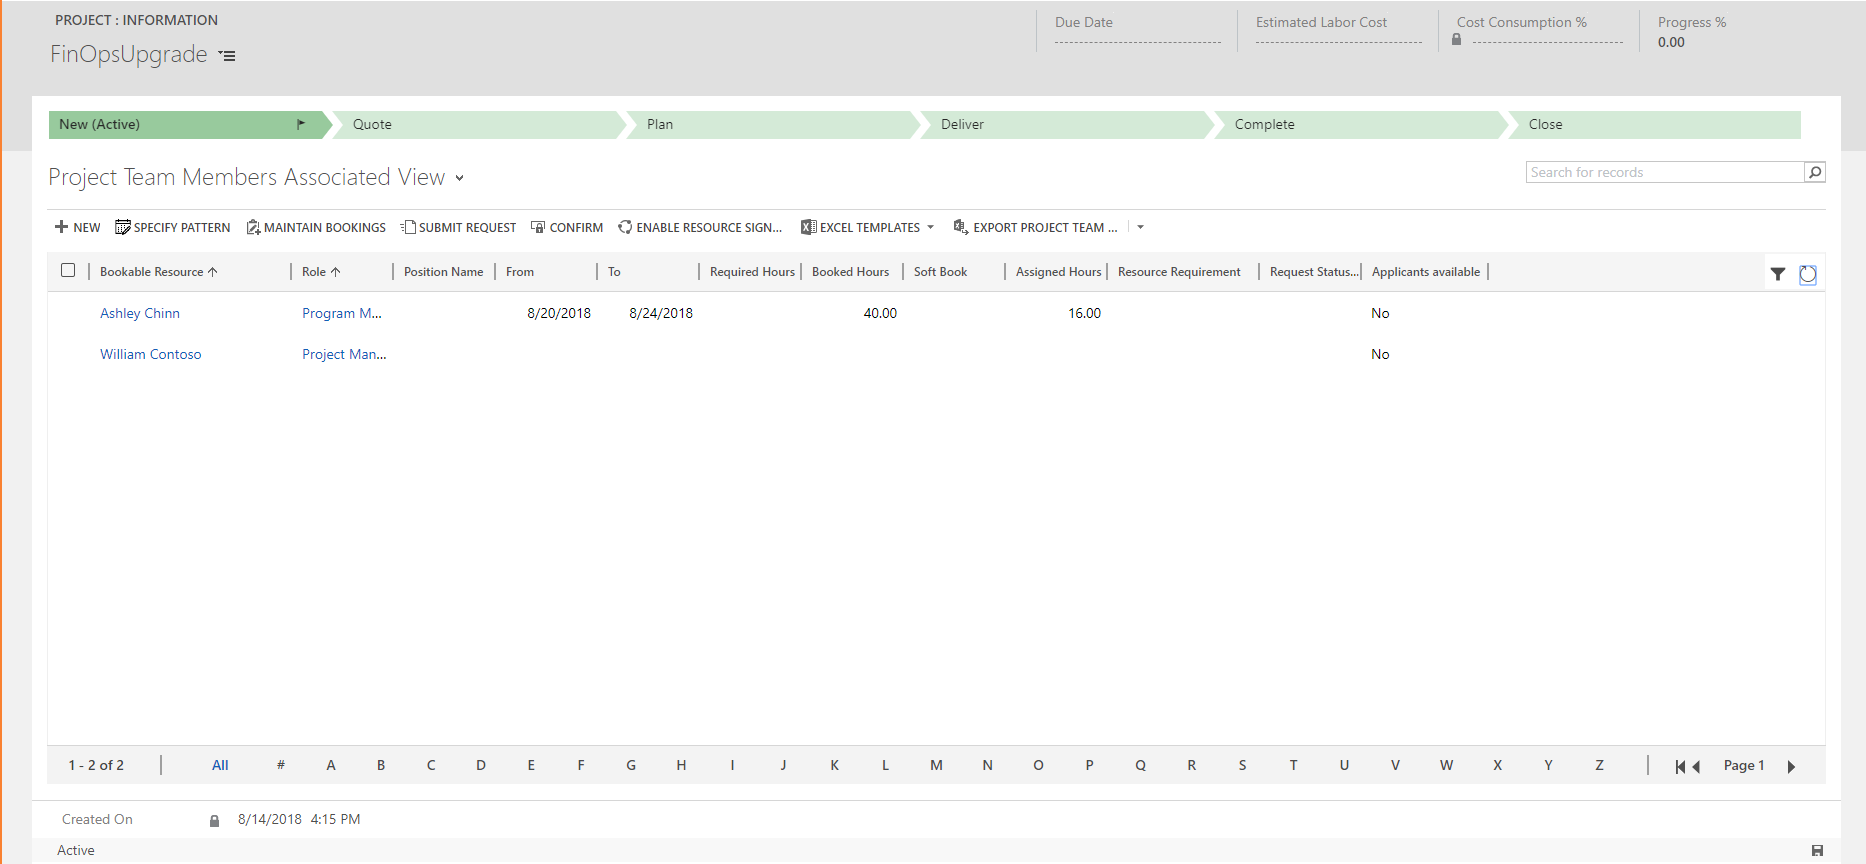 PROJECT : INFORMATION
FinOpsUpgrade
Due Date
Estimated Labor Cost
Cost Consumption %
Progress %
0.00
New (Active) Quote Plan Deliver Complete Close
Project Team Members Associated View
Search for records
NEW SPECIFY PATTERN MAINTAIN BOOKINGS SUBMIT REQUEST CONFIRM ENABLE RESOURCE SIGN... EXCEL TEMPLATES EXPORT PROJECT TEAM ...
Bookable Resource Role Position Name From To Required Hours Booked Hours Soft Book Assigned Hours Resource Requirement Request Status... Applicants available
Ashley Chinn Program M... 8/20/2018 8/24/2018 40.00 16.00 No
William Contoso Project Man... No
1 - 2 of 2 All # A B C D E F G H I J K L M N O P Q R S T U V W X Y Z Page 1
Created On 8/14/2018 4:15 PM
Active